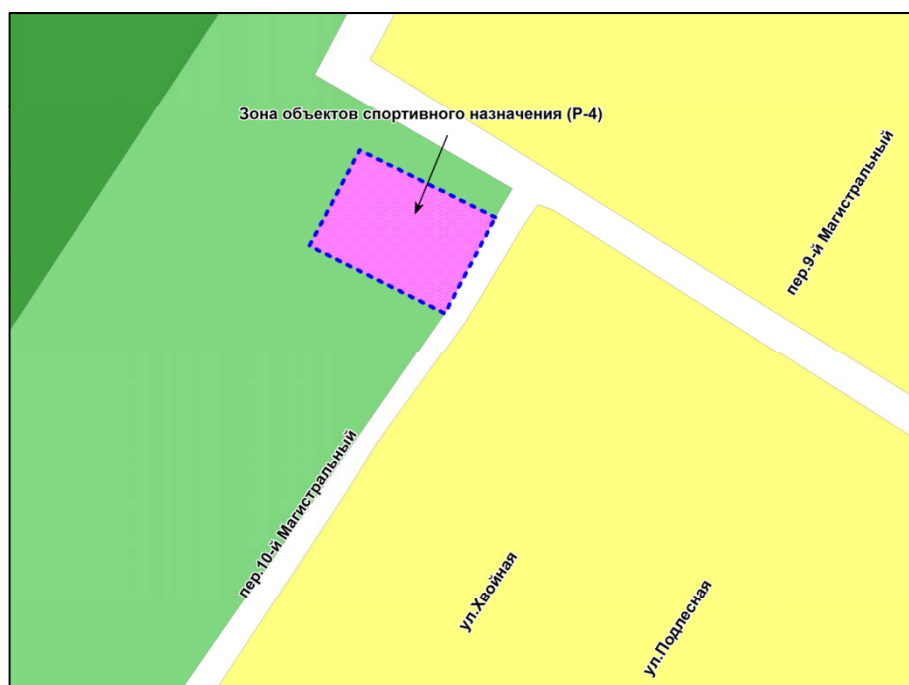 Зона объектов спортивного назначения (Р-4)
пер.9-й Магистральный
пер.10-й Магистральный
ул.Хвойная
ул.Подлесная